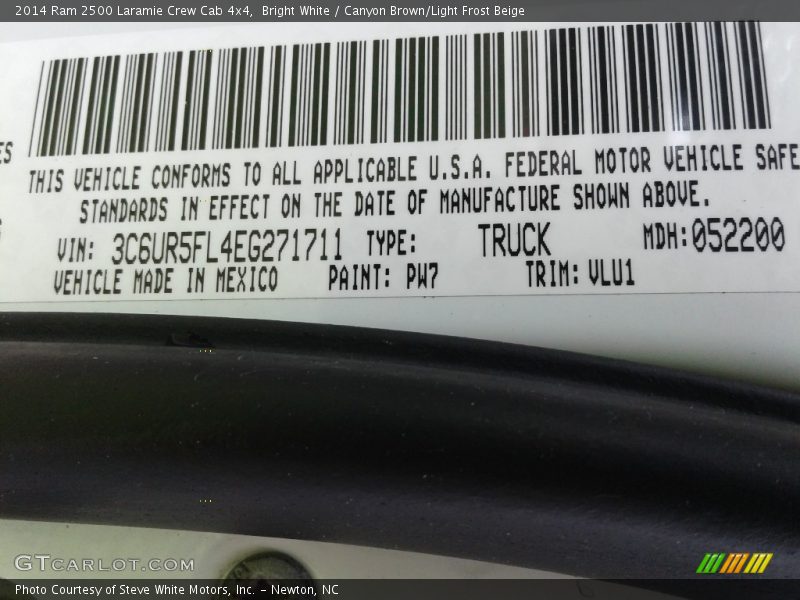 2014 Ram 2500 Laramie Crew Cab 4x4,  Bright White / Canyon Brown/Light Frost Beige
ES
THIS VEHICLE CONFORMS TO ALL APPLICABLE U.S.A. FEDERAL MOTOR VEHICLE SAFE
STANDARDS IN EFFECT ON THE DATE OF MANUFACTURE SHOWN ABOVE.
VIN: 3C6UR5FL4EG271711 TYPE: TRUCK MDH:052200
VEHICLE MADE IN MEXICO PAINT: PW7 TRIM: VLU1
GTCARLOT.COM
Photo Courtesy of Steve White Motors, Inc. – Newton, NC